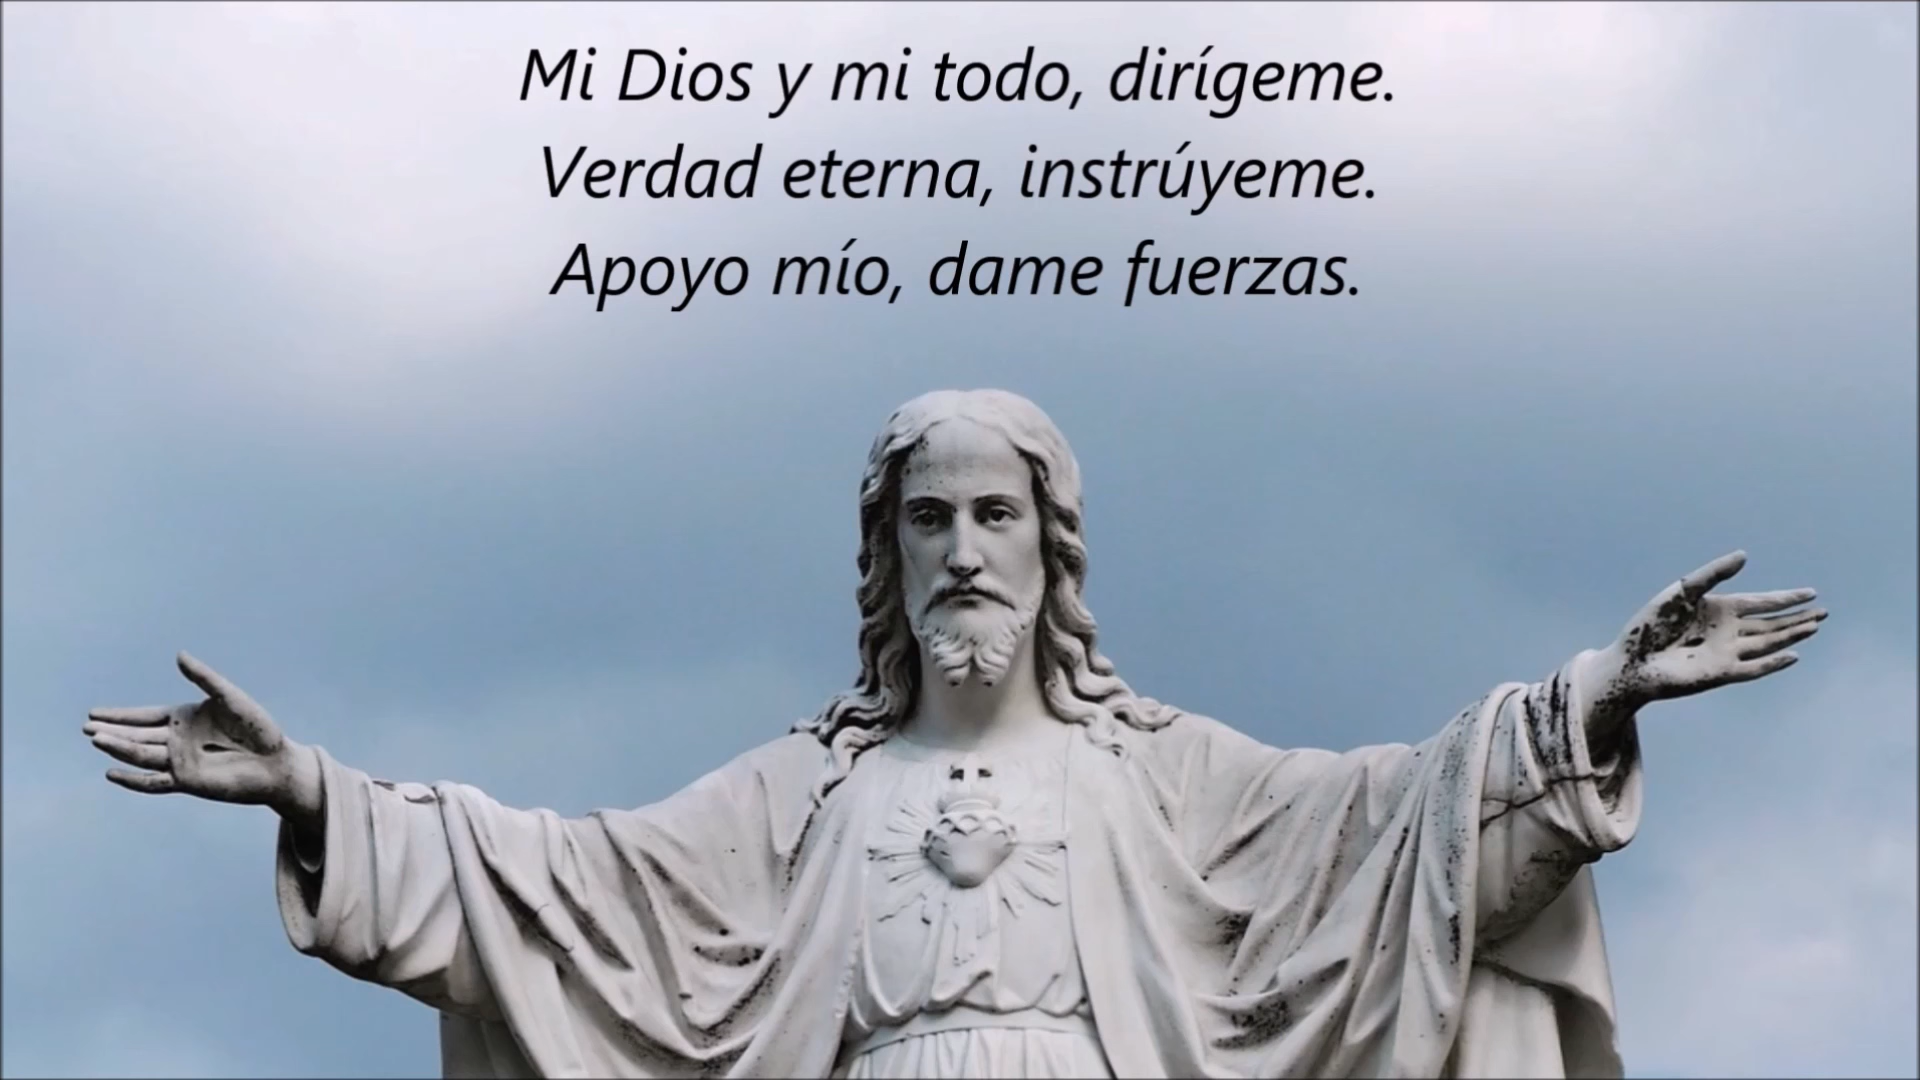 Mi Dios y mi todo, dirígeme.
Verdad eterna, instrúyeme.
Apoyo mío, dame fuerzas.